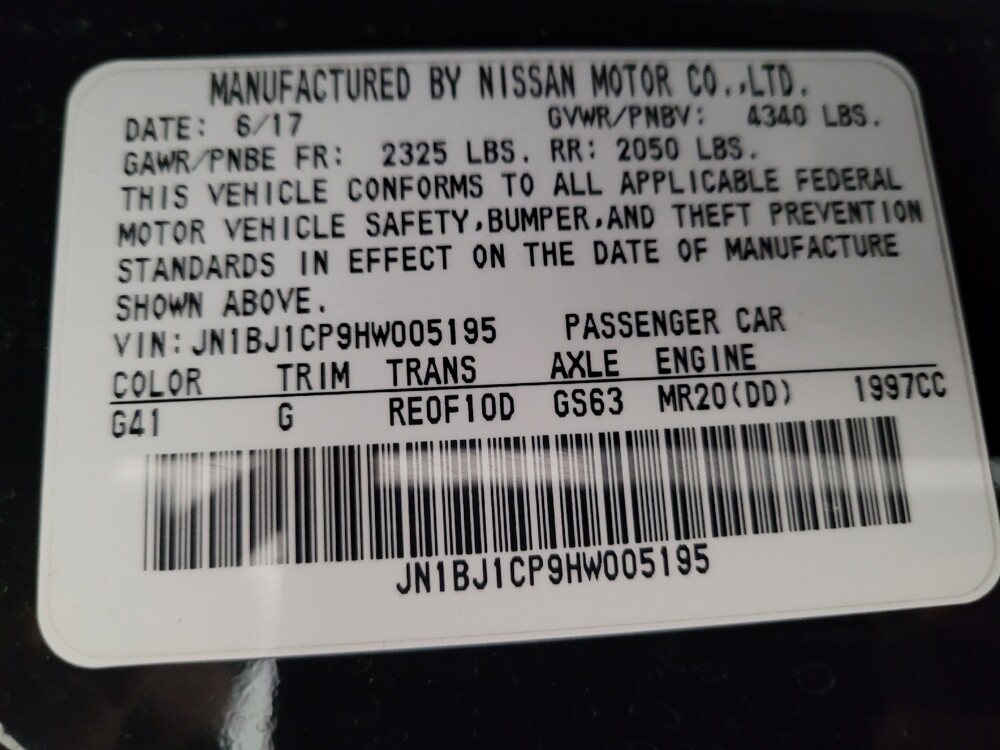 MANUFACTURED BY NISSAN MOTOR CO.,LTD.
DATE: 6/17 GVWR/PNBV: 4340 LBS.
GAWR/PNBE FR: 2325 LBS. RR: 2050 LBS.
THIS VEHICLE CONFORMS TO ALL APPLICABLE FEDERAL
MOTOR VEHICLE SAFETY,BUMPER,AND THEFT PREVENTION
STANDARDS IN EFFECT ON THE DATE OF MANUFACTURE
SHOWN ABOVE.
VIN: JN1BJ1CP9HW005195 PASSENGER CAR
COLOR TRIM TRANS AXLE ENGINE
G41 G RE0F10D GS63 MR20(DD) 1997CC
JN1BJ1CP9HW005195